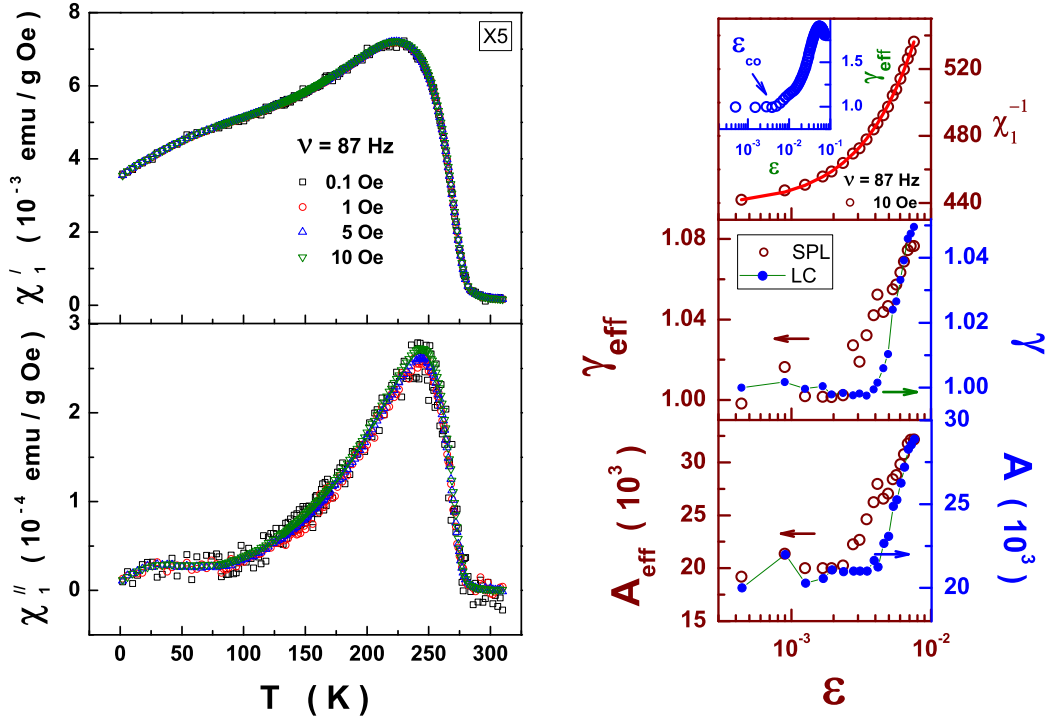 X5
8
6
4
2
0
χ₁′ ( 10⁻³ emu / g Oe )
ν = 87 Hz
0.1 Oe
1 Oe
5 Oe
10 Oe
3
2
1
0
χ₁′′ ( 10⁻⁴ emu / g Oe )
0 50 100 150 200 250 300
T ( K )
ε_co
γ_eff
1.5
1.0
10⁻³ 10⁻² 10⁻¹
ε
520
480
440
χ₁⁻¹
ν = 87 Hz
10 Oe
1.08
1.04
1.00
γ_eff
SPL
LC
1.04
1.02
1.00
γ
30
25
20
A ( 10³ )
30
25
20
15
A_eff ( 10³ )
10⁻³ 10⁻²
ε